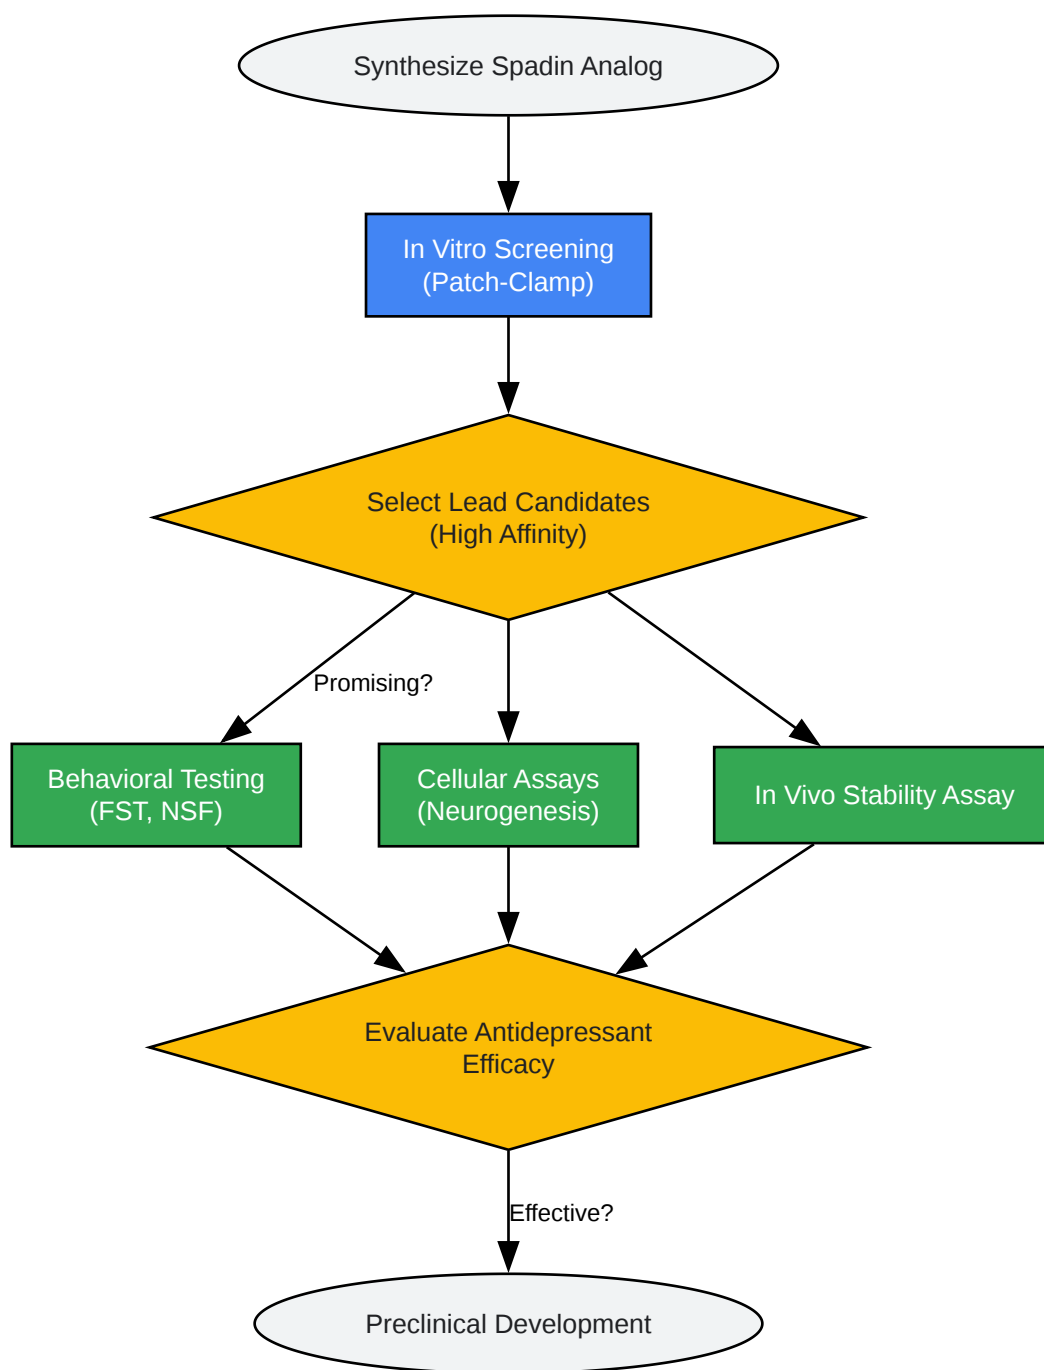 Synthesize Spadin Analog
In Vitro Screening
(Patch-Clamp)
Select Lead Candidates
(High Affinity)
Promising?
Behavioral Testing
(FST, NSF)
Cellular Assays
(Neurogenesis)
In Vivo Stability Assay
Evaluate Antidepressant
Efficacy
Effective?
Preclinical Development